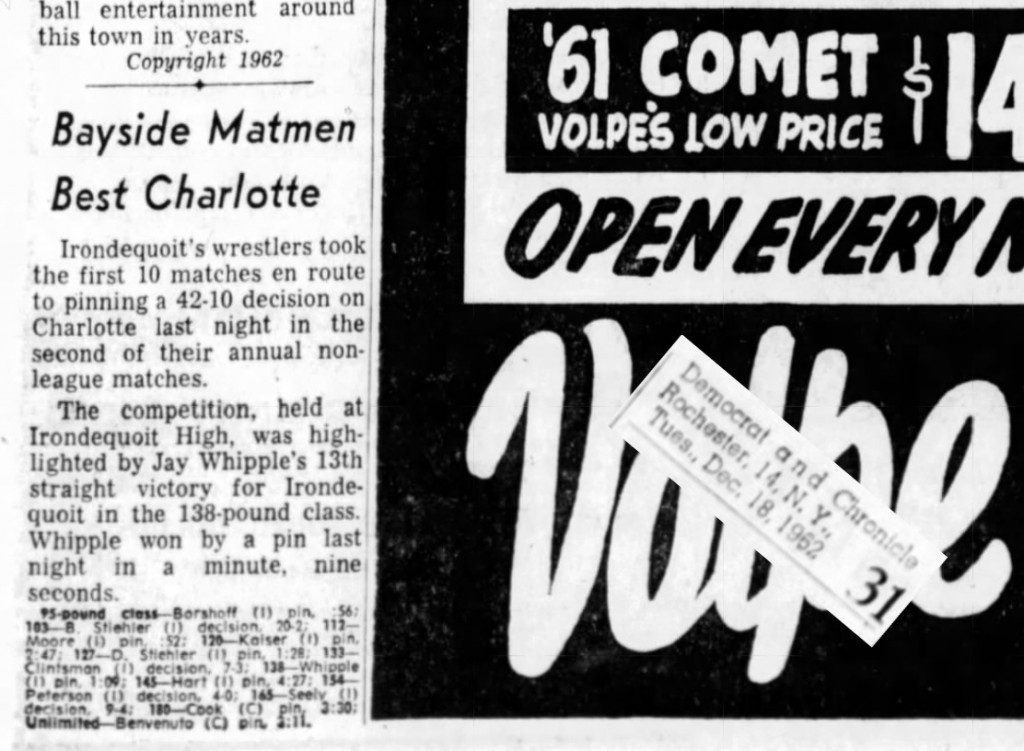 ball entertainment around
this town in years.
Copyright 1962
Bayside Matmen
Best Charlotte
Irondequoit's wrestlers took
the first 10 matches en route
to pinning a 42-10 decision on
Charlotte last night in the
second of their annual non-
league matches.
The competition, held at
Irondequoit High, was high-
lighted by Jay Whipple's 13th
straight victory for Ironde-
quoit in the 138-pound class.
Whipple won by a pin last
night in a minute, nine
seconds.
95-pound class—Borshoff (I) pin, :56;
103—B. Stiehler (I) decision, 20-2; 112—
Moore (I) pin, :52; 120—Kaiser (I) pin,
2:47; 127—D. Stiehler (I) pin, 1:28; 133—
Clintsman (I) decision, 7-3; 138—Whipple
(I) pin, 1:09; 145—Hart (I) pin, 4:27; 154—
Peterson (I) decision, 4-0; 165—Seely (I)
decision, 9-4; 180—Cook (C) pin, 3:30;
Unlimited—Benvenuto (C) pin, 3:11.
'61 COMET $14
VOLPE'S LOW PRICE
OPEN EVERY N
Volpe
Democrat and Chronicle
Rochester, 14, N. Y.,
Tues., Dec. 18, 1962
31